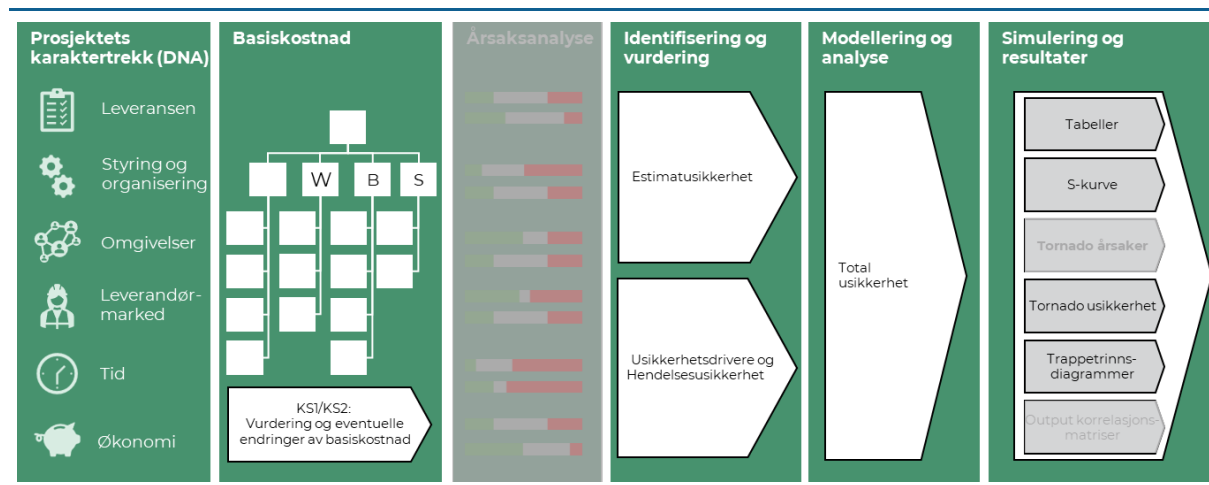 Prosjektets
karaktertrekk (DNA)
Leveransen
Styring og
organisering
Omgivelser
Leverandør-
marked
Tid
Økonomi
Basiskostnad
W
B
S
KS1/KS2:
Vurdering og eventuelle
endringer av basiskostnad
Årsaksanalyse
Identifisering og
vurdering
Estimatusikkerhet
Usikkerhetsdrivere og
Hendelsesusikkerhet
Modellering og
analyse
Total
usikkerhet
Simulering og
resultater
Tabeller
S-kurve
Tornado årsaker
Tornado usikkerhet
Trappetrinns-
diagrammer
Output korrelasjons-
matriser